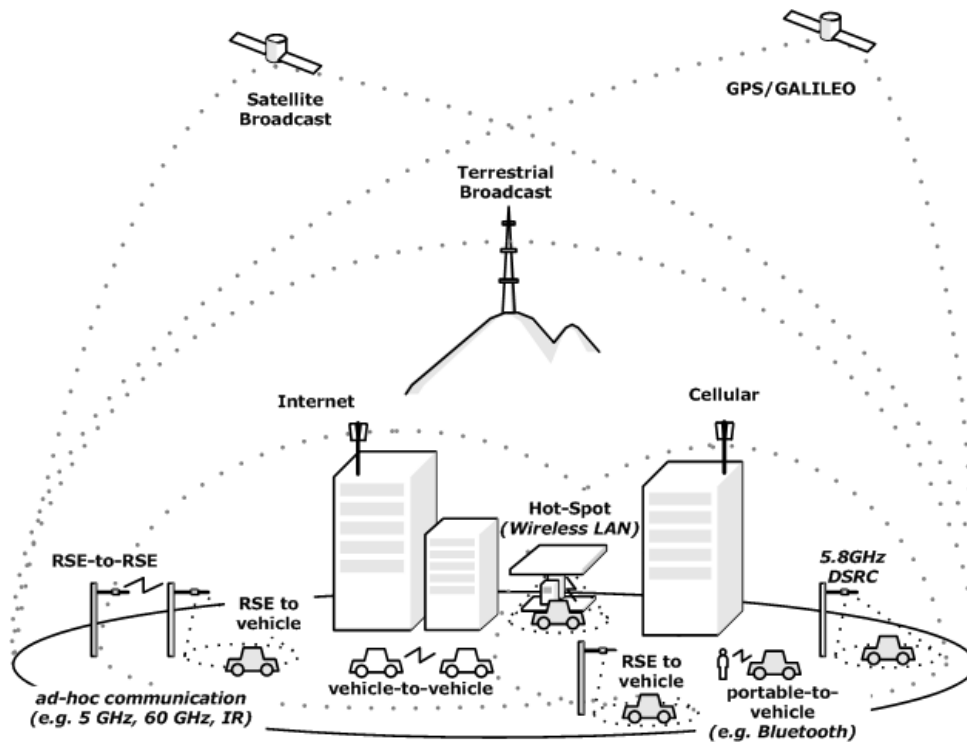 Satellite
Broadcast
GPS/GALILEO
Terrestrial
Broadcast
Internet
Cellular
Hot-Spot
(Wireless LAN)
RSE-to-RSE
5.8GHz
DSRC
RSE to
vehicle
vehicle-to-vehicle
RSE to
vehicle
portable-to-
vehicle
(e.g. Bluetooth)
ad-hoc communication
(e.g. 5 GHz, 60 GHz, IR)